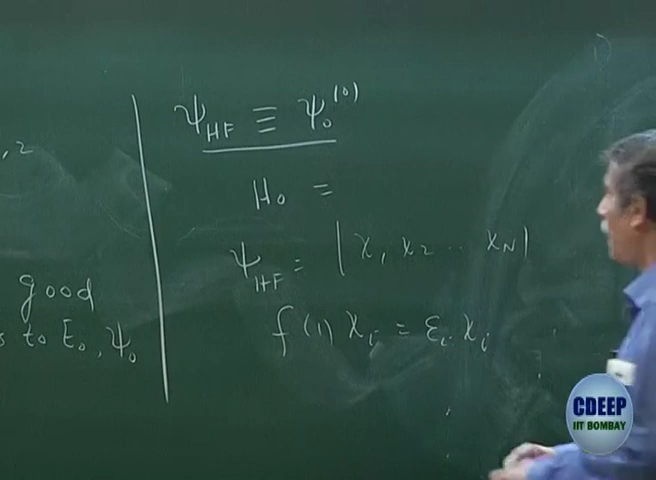 , 2
good
s to E₀, ψ₀
ψ_HF ≡ ψ₀⁽⁰⁾
H₀ =
ψ_HF = | χ₁ χ₂ .. χ_N |
f(1) χᵢ = εᵢ χᵢ
CDEEP
IIT BOMBAY